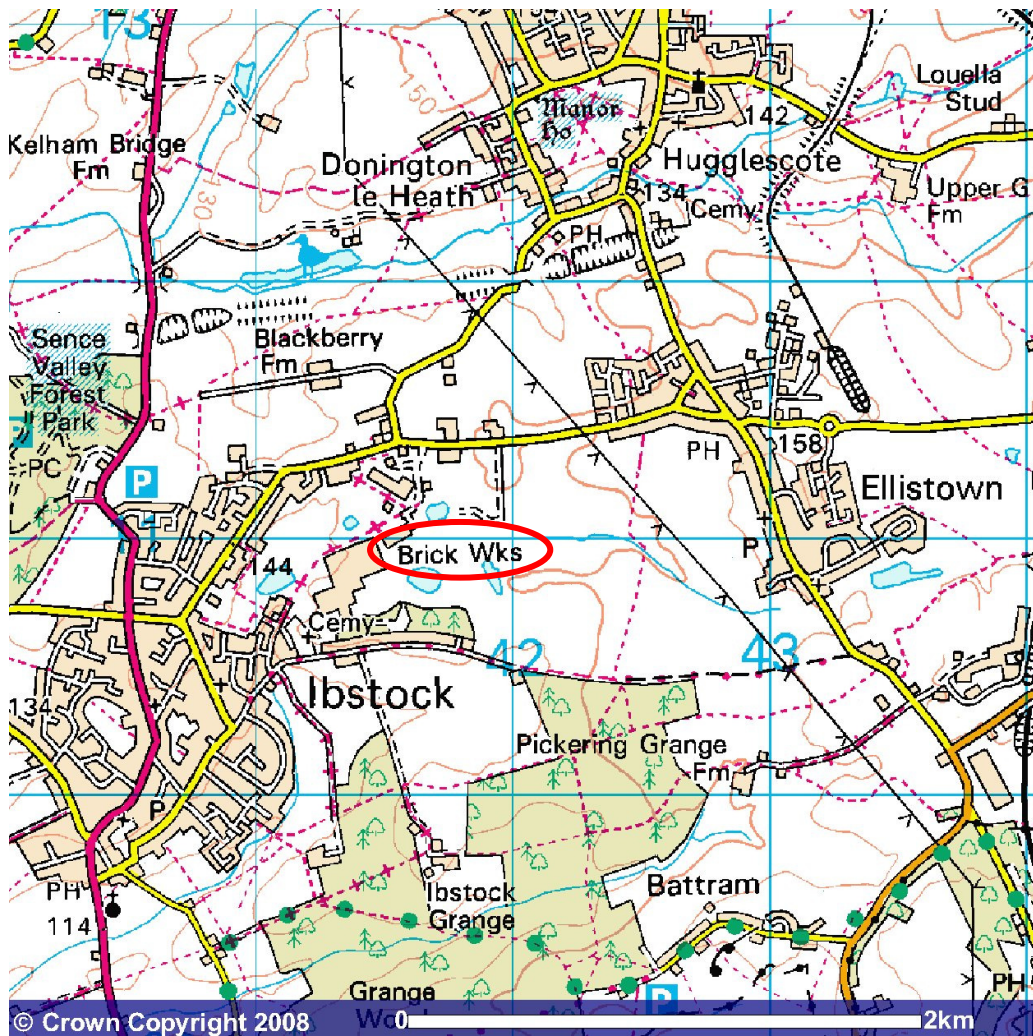 13
150
Louella
Stud
Manor
Ho
142
Kelham Bridge
Fm
Donington
le Heath
Hugglescote
130
134
Cemy
Upper G
Fm
PH
Sence
Valley
Forest
Park
Blackberry
Fm
PC
P
PH
158
Ellistown
11
Brick Wks
P
144
Cemy
42
43
Ibstock
134
Pickering Grange
Fm
P
Ibstock
Grange
Battram
PH
114
Grange
P
PH
© Crown Copyright 2008
0
2km